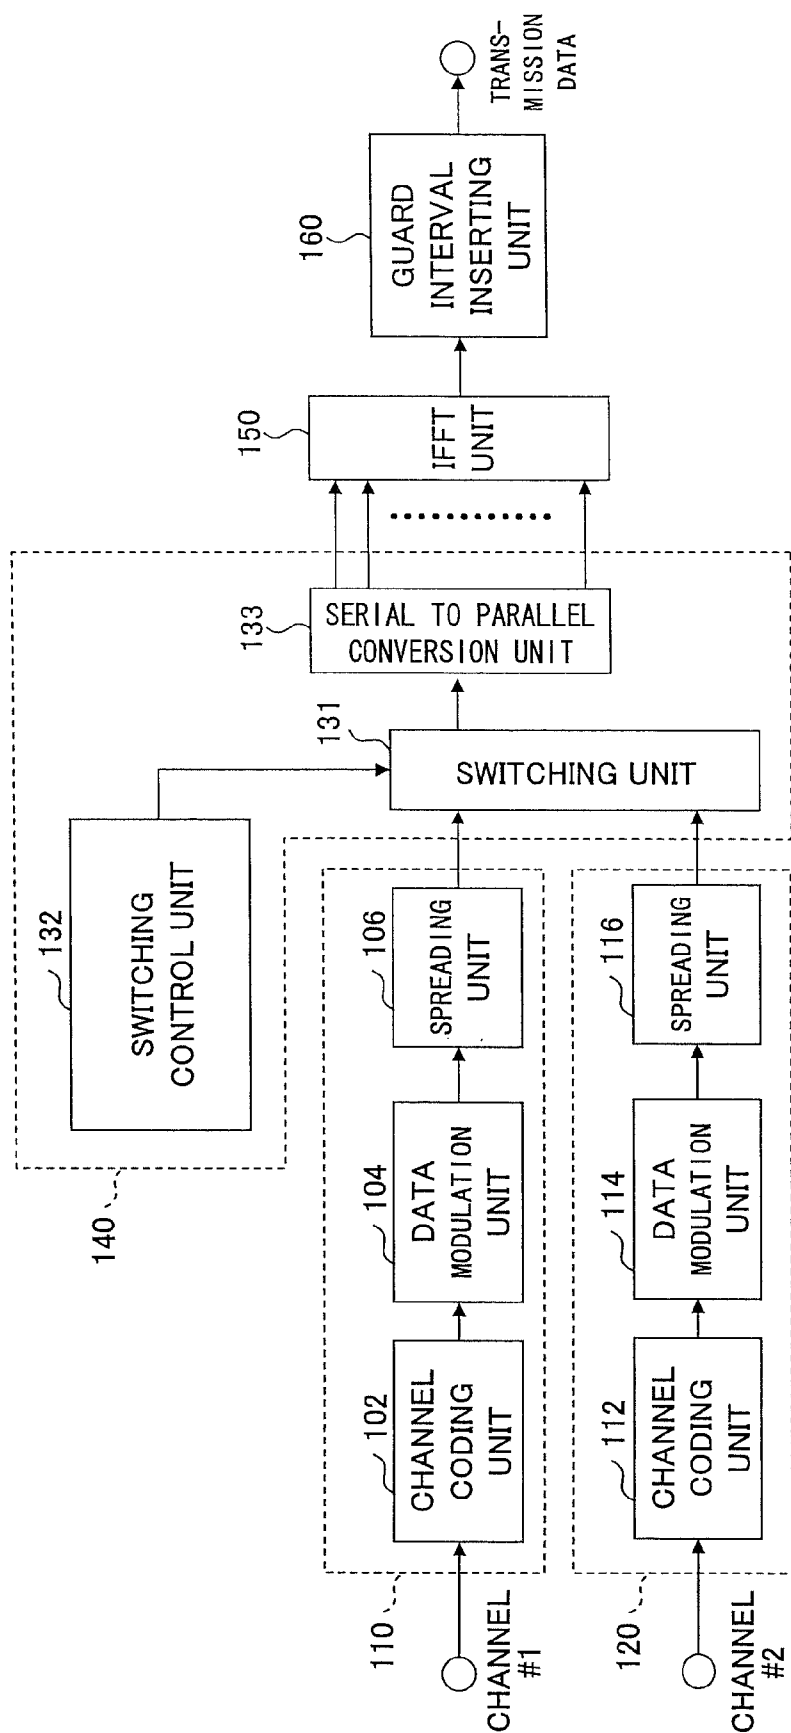 140
132
SWITCHING
CONTROL UNIT
131
SWITCHING UNIT
133
SERIAL TO PARALLEL
CONVERSION UNIT
150
IFFT
UNIT
160
GUARD
INTERVAL
INSERTING
UNIT
TRANS-
MISSION
DATA
110
CHANNEL
#1
102
CHANNEL
CODING
UNIT
104
DATA
MODULATION
UNIT
106
SPREADING
UNIT
120
CHANNEL
#2
112
CHANNEL
CODING
UNIT
114
DATA
MODULATION
UNIT
116
SPREADING
UNIT